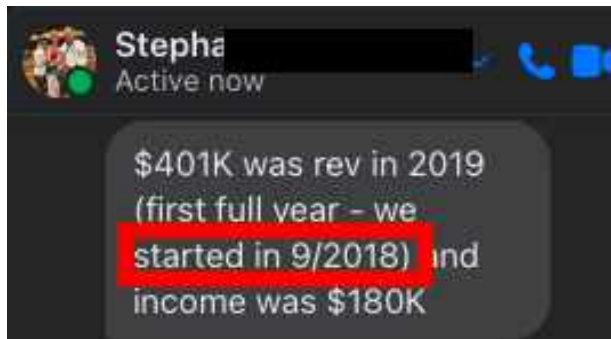 Stepha
Active now
$401K was rev in 2019
(first full year - we
started in 9/2018) and
income was $180K